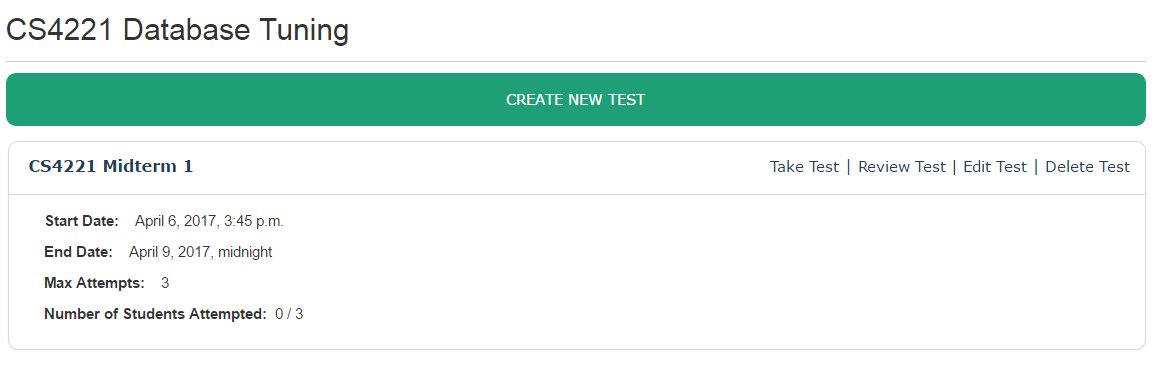 CS4221 Database Tuning
CREATE NEW TEST
CS4221 Midterm 1
Take Test | Review Test | Edit Test | Delete Test
Start Date: April 6, 2017, 3:45 p.m.
End Date: April 9, 2017, midnight
Max Attempts: 3
Number of Students Attempted: 0 / 3